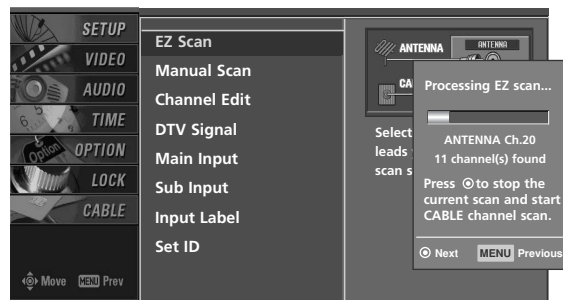 SETUP
VIDEO
AUDIO
TIME
OPTION
LOCK
CABLE
Move MENU Prev
EZ Scan
Manual Scan
Channel Edit
DTV Signal
Main Input
Sub Input
Input Label
Set ID
ANTENNA
ANTENNA
CA
Select
leads
scan s
Processing EZ scan...
ANTENNA Ch.20
11 channel(s) found
Press ⊙ to stop the
current scan and start
CABLE channel scan.
⊙ Next MENU Previous